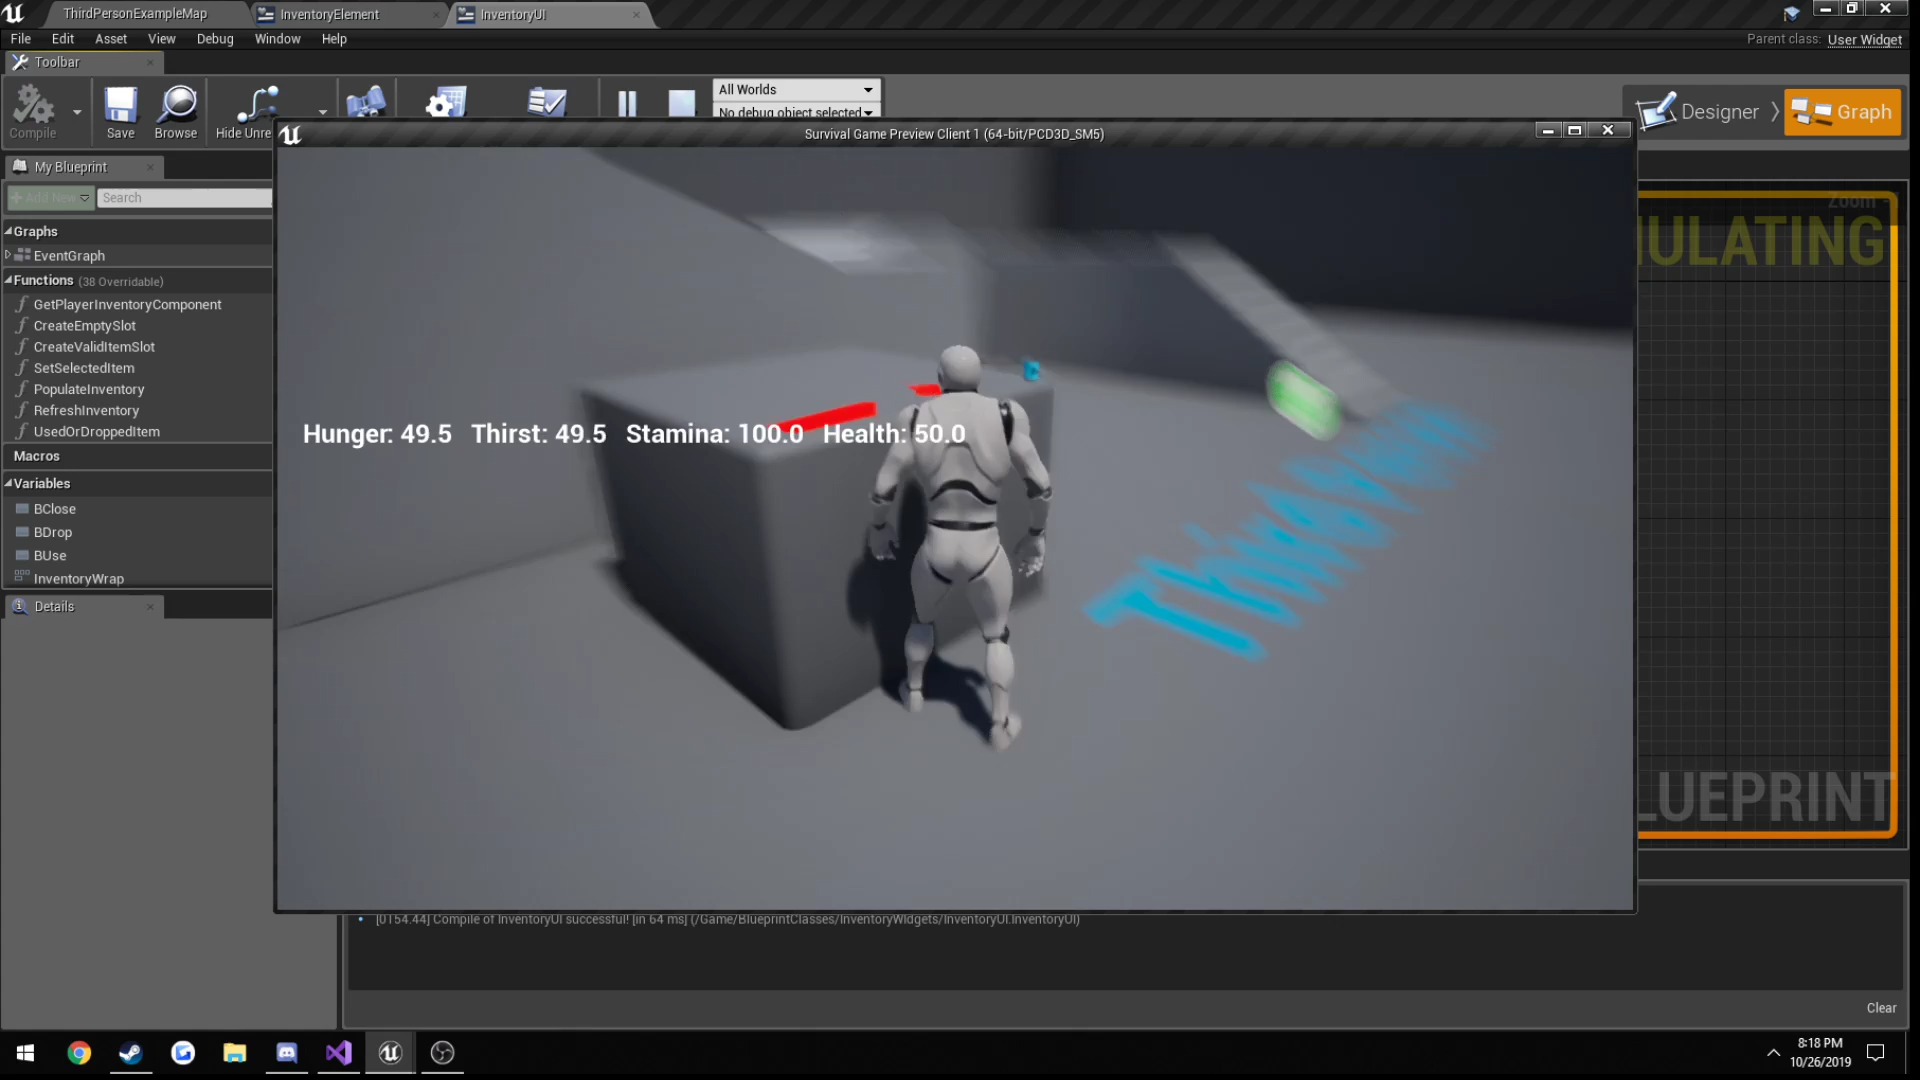 ThirdPersonExampleMap
InventoryElement
InventoryUI
File
Edit
Asset
View
Debug
Window
Help
Parent class:
User Widget
Toolbar
Compile
Save
Browse
Hide Unre
All Worlds
No debug object selected
Designer
Graph
Survival Game Preview Client 1 (64-bit/PCD3D_SM5)
My Blueprint
Add New
Search
Zoom -
ULATING
Graphs
EventGraph
Functions (38 Overridable)
GetPlayerInventoryComponent
CreateEmptySlot
CreateValidItemSlot
SetSelectedItem
PopulateInventory
RefreshInventory
UsedOrDroppedItem
Macros
Variables
BClose
BDrop
BUse
InventoryWrap
Hunger: 49.5 Thirst: 49.5 Stamina: 100.0 Health: 50.0
LUEPRINT
Details
[0154.44] Compile of InventoryUI successful! [in 64 ms] (/Game/BlueprintClasses/InventoryWidgets/InventoryUI.InventoryUI)
Clear
8:18 PM
10/26/2019